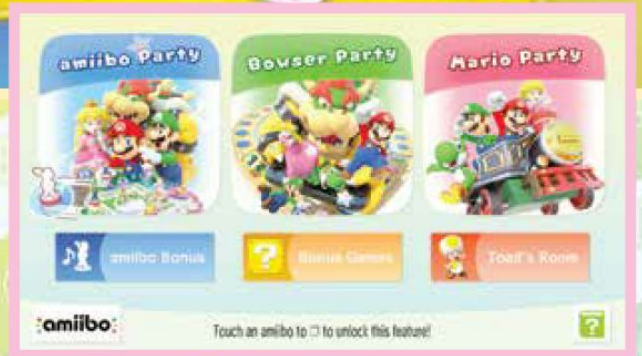 amiibo Party
Bowser Party
Mario Party
amiibo Bonus
Bonus Games
Toad's Room
amiibo
Touch an amiibo to to unlock this feature!